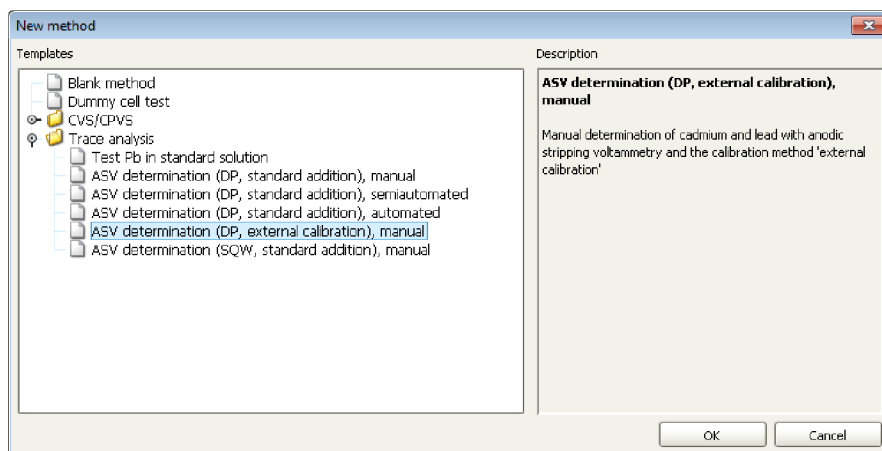 New method
Templates
Blank method
Dummy cell test
CVS/CPVS
Trace analysis
Test Pb in standard solution
ASV determination (DP, standard addition), manual
ASV determination (DP, standard addition), semiautomated
ASV determination (DP, standard addition), automated
ASV determination (DP, external calibration), manual
ASV determination (SQW, standard addition), manual
Description
ASV determination (DP, external calibration),
manual
Manual determination of cadmium and lead with anodic
stripping voltammetry and the calibration method 'external
calibration'
OK
Cancel